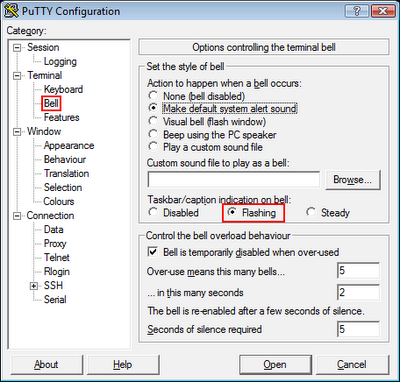 PuTTY Configuration
Category:
Session
Logging
Terminal
Keyboard
Bell
Features
Window
Appearance
Behaviour
Translation
Selection
Colours
Connection
Data
Proxy
Telnet
Rlogin
SSH
Serial
Options controlling the terminal bell
Set the style of bell
Action to happen when a bell occurs:
None (bell disabled)
Make default system alert sound
Visual bell (flash window)
Beep using the PC speaker
Play a custom sound file
Custom sound file to play as a bell:
Browse...
Taskbar/caption indication on bell:
Disabled Flashing Steady
Control the bell overload behaviour
Bell is temporarily disabled when over-used
Over-use means this many bells... 5
... in this many seconds 2
The bell is re-enabled after a few seconds of silence.
Seconds of silence required 5
About Help Open Cancel